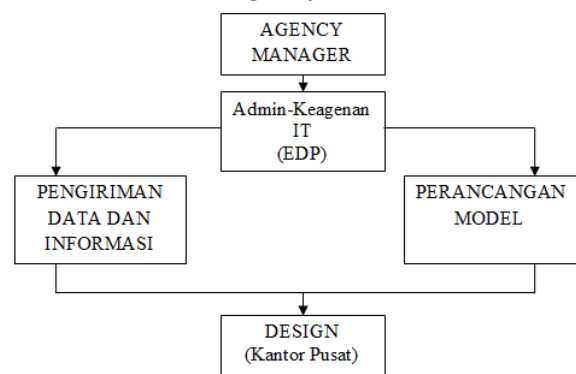 AGENCY
MANAGER
Admin-Keagenan
IT
(EDP)
PENGIRIMAN
DATA DAN
INFORMASI
PERANCANGAN
MODEL
DESIGN
(Kantor Pusat)